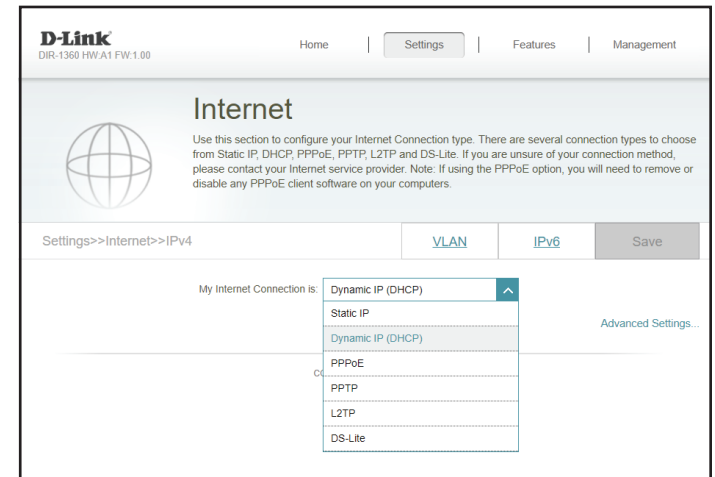 D-Link
DIR-1360 HW:A1 FW:1.00
Home
Settings
Features
Management
Internet
Use this section to configure your Internet Connection type. There are several connection types to choose
from Static IP, DHCP, PPPoE, PPTP, L2TP and DS-Lite. If you are unsure of your connection method,
please contact your Internet service provider. Note: If using the PPPoE option, you will need to remove or
disable any PPPoE client software on your computers.
Settings>>Internet>>IPv4
VLAN
IPv6
Save
My Internet Connection is:
Dynamic IP (DHCP)
Static IP
Advanced Settings...
Dynamic IP (DHCP)
PPPoE
PPTP
L2TP
DS-Lite